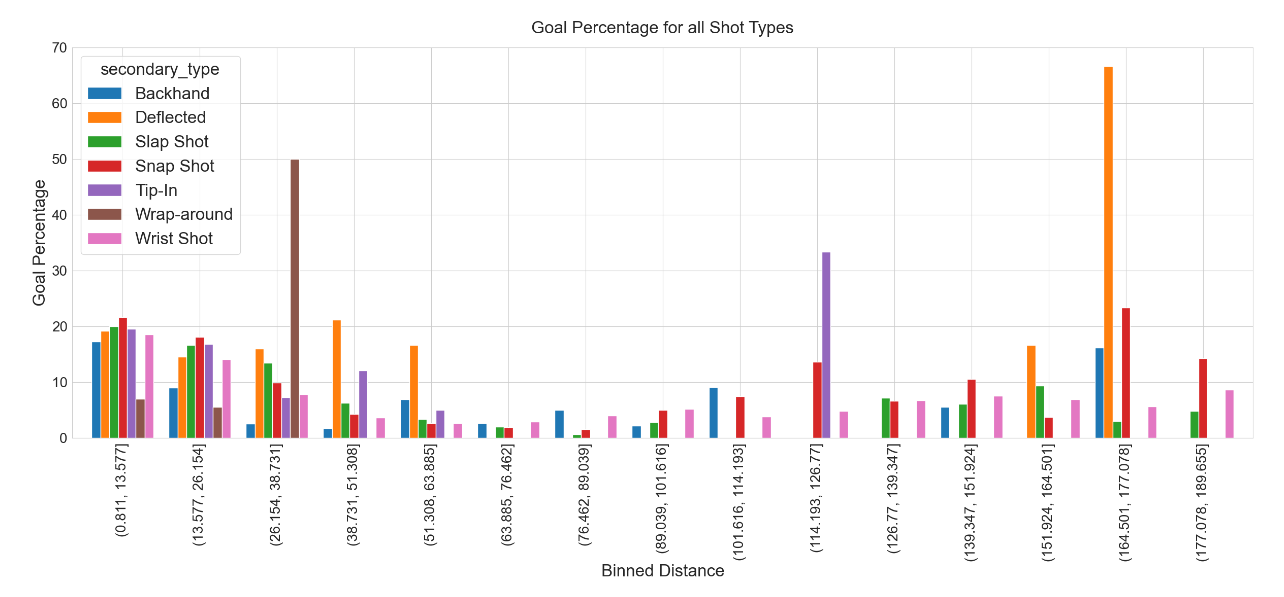 Goal Percentage for all Shot Types
70
60
50
40
30
20
10
0
Goal Percentage
secondary_type
Backhand
Deflected
Slap Shot
Snap Shot
Tip-In
Wrap-around
Wrist Shot
(0.811, 13.577]
(13.577, 26.154]
(26.154, 38.731]
(38.731, 51.308]
(51.308, 63.885]
(63.885, 76.462]
(76.462, 89.039]
(89.039, 101.616]
(101.616, 114.193]
(114.193, 126.77]
(126.77, 139.347]
(139.347, 151.924]
(151.924, 164.501]
(164.501, 177.078]
(177.078, 189.655]
Binned Distance